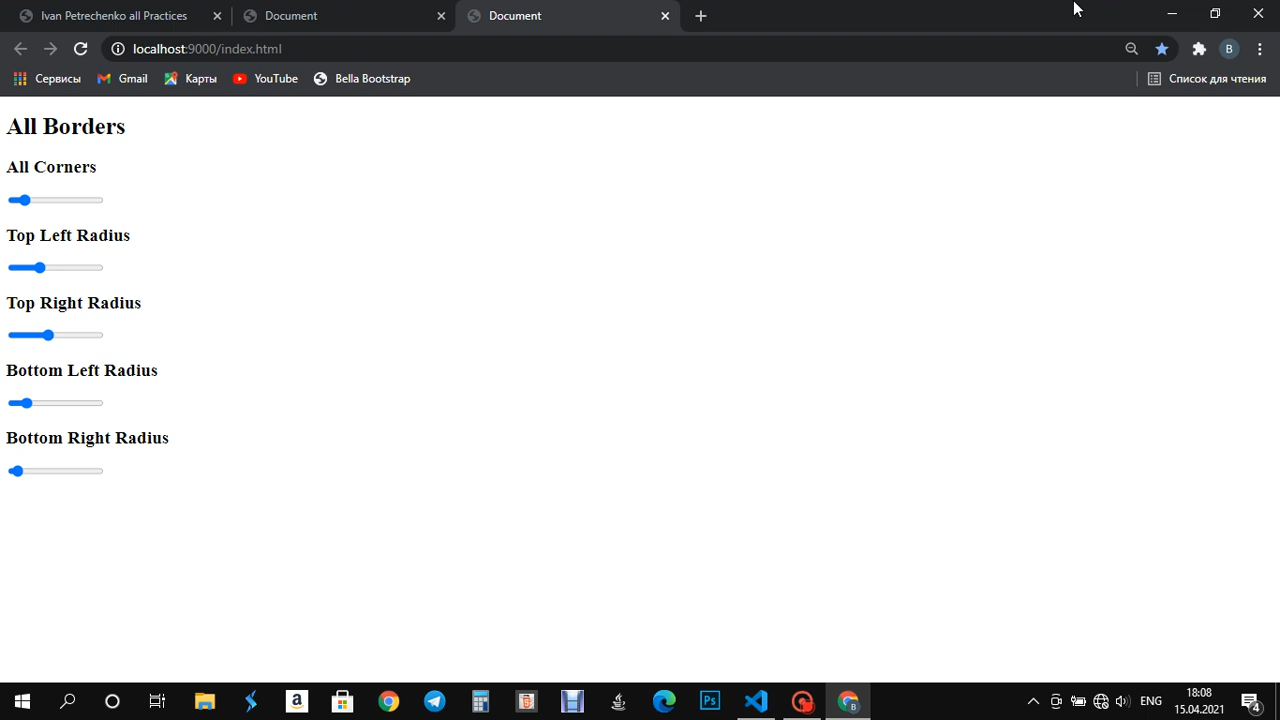 Ivan Petrechenko all Practices
Document
Document
localhost:9000/index.html
B
Сервисы
Gmail
Карты
YouTube
Bella Bootstrap
Список для чтения
All Borders
All Corners
Top Left Radius
Top Right Radius
Bottom Left Radius
Bottom Right Radius
a
Ps
B
ENG
18:08
15.04.2021
4